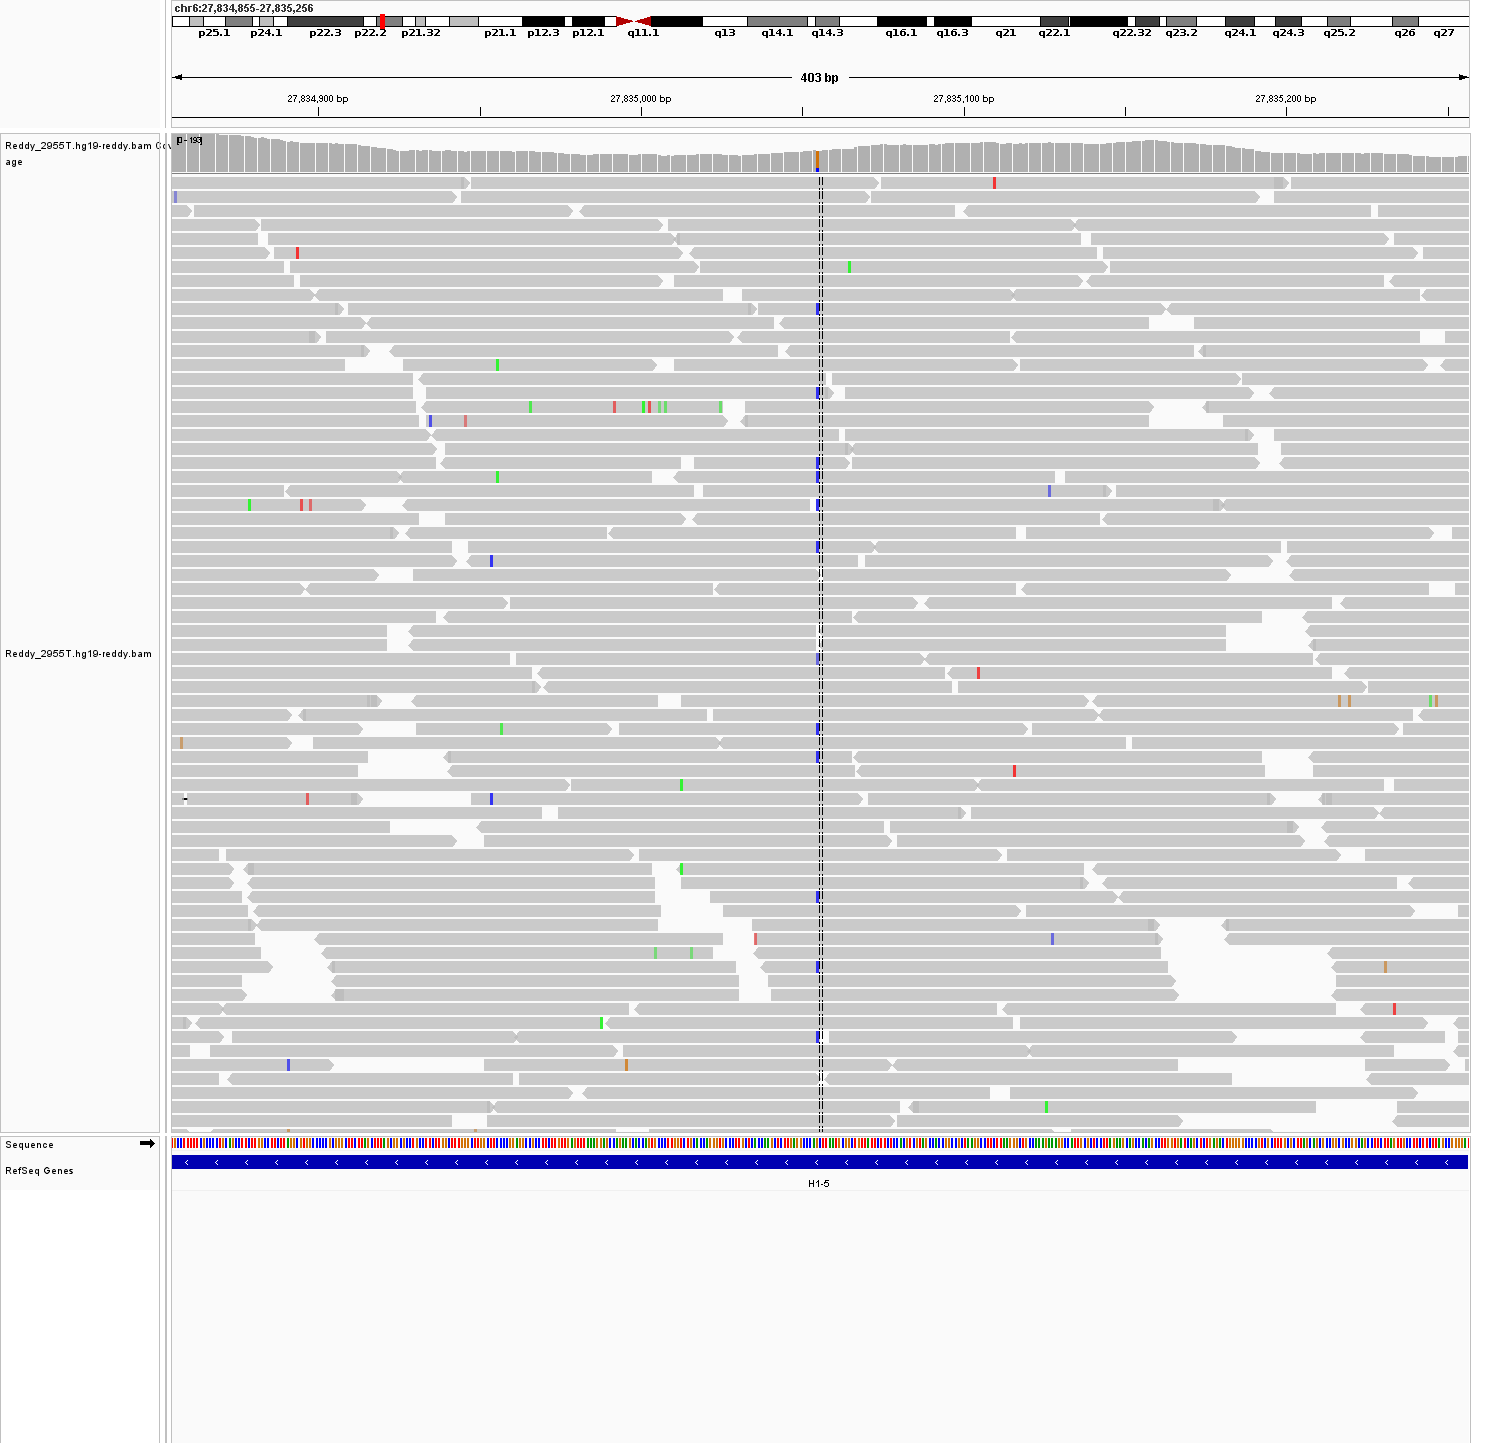 chr6:27,834,855-27,835,256
p25.1 p24.1 p22.3 p22.2 p21.32 p21.1 p12.3 p12.1 q11.1 q13 q14.1 q14.3 q16.1 q16.3 q21 q22.1 q22.32 q23.2 q24.1 q24.3 q25.2 q26 q27
403 bp
27,834,900 bp 27,835,000 bp 27,835,100 bp 27,835,200 bp
[0 - 193]
Reddy_2955T.hg19-reddy.bam Cov
age
Reddy_2955T.hg19-reddy.bam
Sequence
RefSeq Genes
H1-5